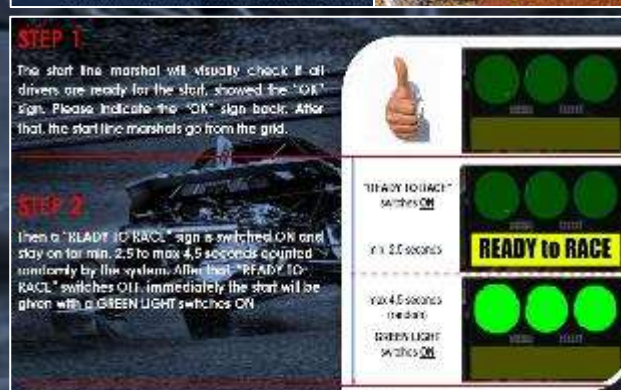 STEP 1
The start line marshal will visually check if all
drivers are ready for the start, showed the "OK"
sign. Please indicate the "OK" sign back. After
that, the start line marshals go from the grid.
STEP 2
Then a "READY TO RACE" sign is switched ON and
stay on for min. 2,5 to max 4,5 seconds counted
randomly by the system. After that, "READY TO
RACE" switches OFF, immediately the start will be
given with a GREEN LIGHT switches ON
"READY TO RACE"
switches ON
min 2,5 seconds
READY to RACE
max 4,5 seconds
(random)
GREEN LIGHT
switches ON